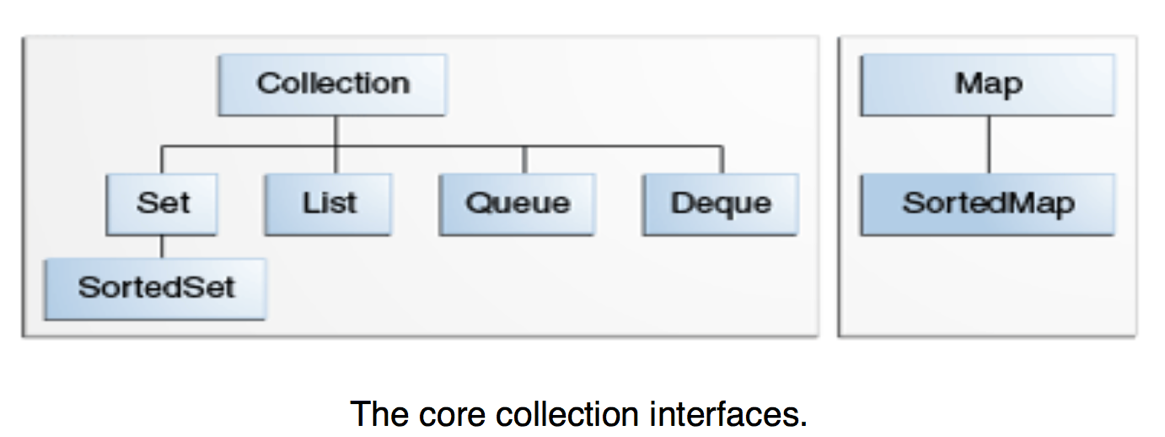 Collection
Map
Set
List
Queue
Deque
SortedMap
SortedSet
The core collection interfaces.